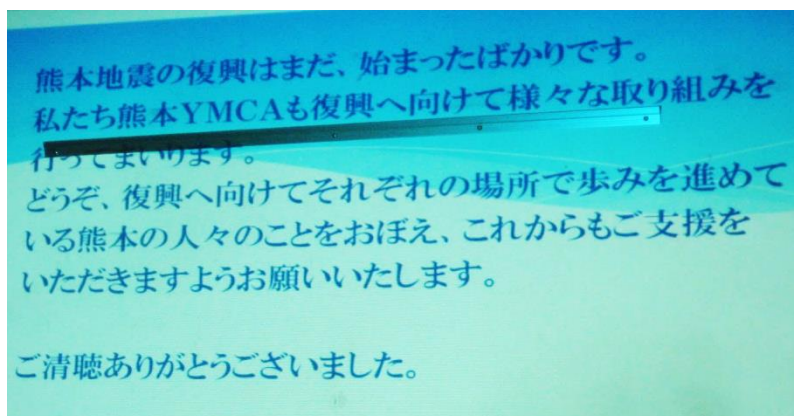 熊本地震の復興はまだ、始まったばかりです。
私たち熊本YMCAも復興へ向けて様々な取り組みを
行ってまいります。
どうぞ、復興へ向けてそれぞれの場所で歩みを進めて
いる熊本の人々のことをおぼえ、これからもご支援を
いただきますようお願いいたします。
ご清聴ありがとうございました。